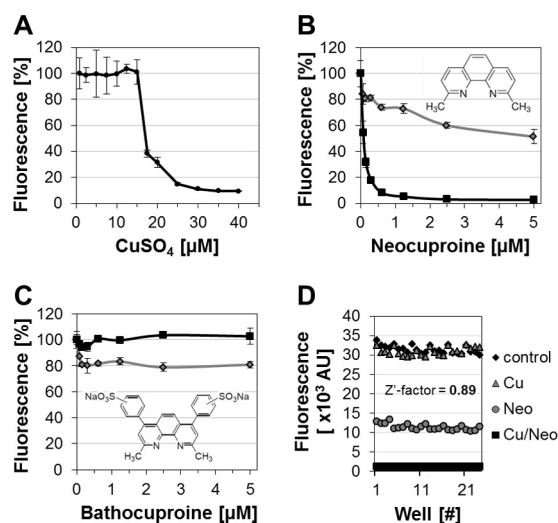 A
Fluorescence [%]
120
100
80
60
40
20
0
0 10 20 30 40
CuSO4 [µM]
B
Fluorescence [%]
120
100
80
60
40
20
0
N N
CH3 CH3
0 1 2 3 4 5
Neocuproine [µM]
C
Fluorescence [%]
120
100
80
60
40
20
0
NaO3S SO3Na
N N
H3C CH3
0 1 2 3 4 5
Bathocuproine [µM]
D
Fluorescence
[ x10³ AU]
40
35
30
25
20
15
10
5
0
Z'-factor = 0.89
1 11 21
Well [#]
control
Cu
Neo
Cu/Neo